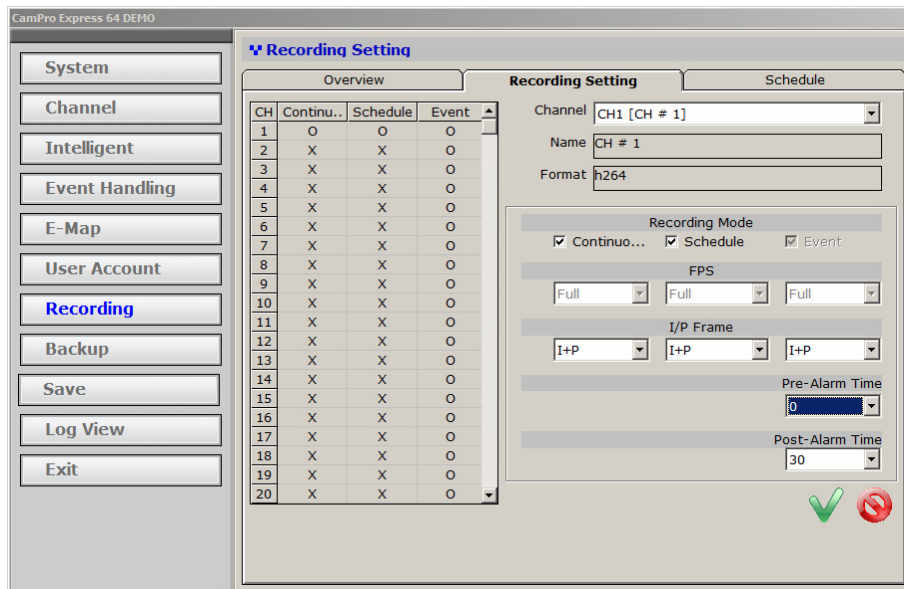 CamPro Express 64 DEMO
System
Channel
Intelligent
Event Handling
E-Map
User Account
Recording
Backup
Save
Log View
Exit
Recording Setting
Overview Recording Setting Schedule
CH Continu.. Schedule Event
1 O O O
2 X X O
3 X X O
4 X X O
5 X X O
6 X X O
7 X X O
8 X X O
9 X X O
10 X X O
11 X X O
12 X X O
13 X X O
14 X X O
15 X X O
16 X X O
17 X X O
18 X X O
19 X X O
20 X X O
Channel CH1 [CH # 1]
Name CH # 1
Format h264
Recording Mode
Continuo... Schedule Event
FPS
Full Full Full
I/P Frame
I+P I+P I+P
Pre-Alarm Time
0
Post-Alarm Time
30